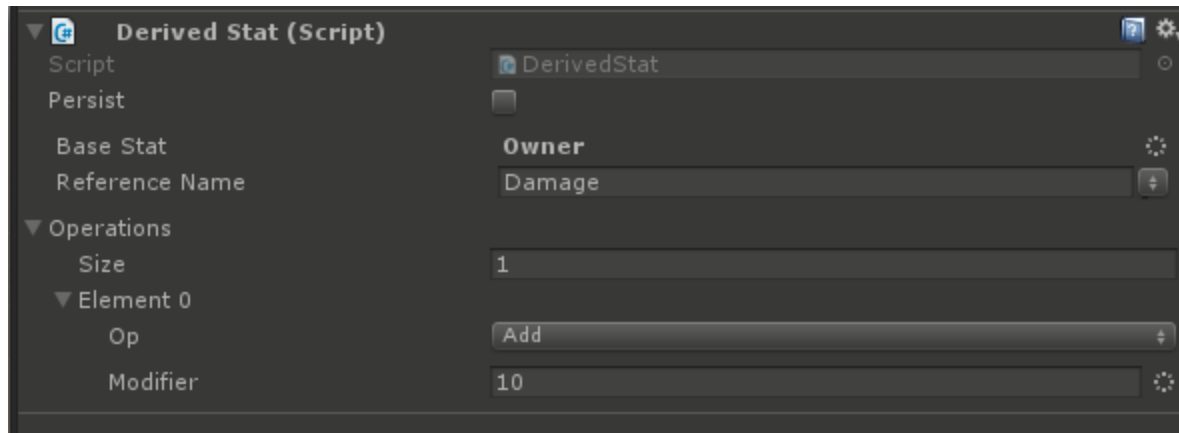 Derived Stat (Script)
Script DerivedStat
Persist
Base Stat Owner
Reference Name Damage
Operations
Size 1
Element 0
Op Add
Modifier 10